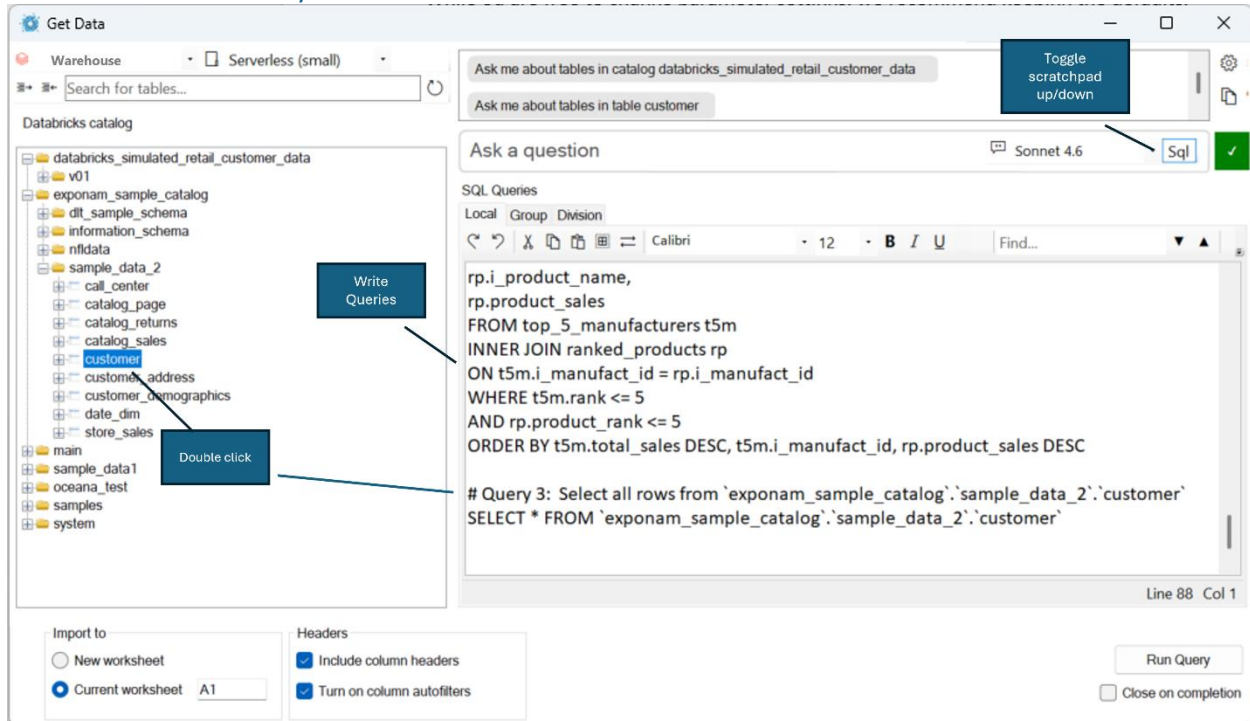 Get Data
Warehouse
Serverless (small)
Search for tables...
Databricks catalog
databricks_simulated_retail_customer_data
v01
exponam_sample_catalog
dlt_sample_schema
information_schema
nfldata
sample_data_2
call_center
catalog_page
catalog_returns
catalog_sales
customer
customer_address
customer_demographics
date_dim
store_sales
main
sample_data1
oceana_test
samples
system
Double click
Write
Queries
Ask me about tables in catalog databricks_simulated_retail_customer_data
Ask me about tables in table customer
Toggle
scratchpad
up/down
Ask a question
Sonnet 4.6
Sql
SQL Queries
Local Group Division
Calibri 12 B I U Find...
rp.i_product_name,
rp.product_sales
FROM top_5_manufacturers t5m
INNER JOIN ranked_products rp
ON t5m.i_manufact_id = rp.i_manufact_id
WHERE t5m.rank <= 5
AND rp.product_rank <= 5
ORDER BY t5m.total_sales DESC, t5m.i_manufact_id, rp.product_sales DESC
# Query 3:  Select all rows from `exponam_sample_catalog`.`sample_data_2`.`customer`
SELECT * FROM `exponam_sample_catalog`.`sample_data_2`.`customer`
Line 88 Col 1
Import to
New worksheet
Current worksheet A1
Headers
Include column headers
Turn on column autofilters
Run Query
Close on completion